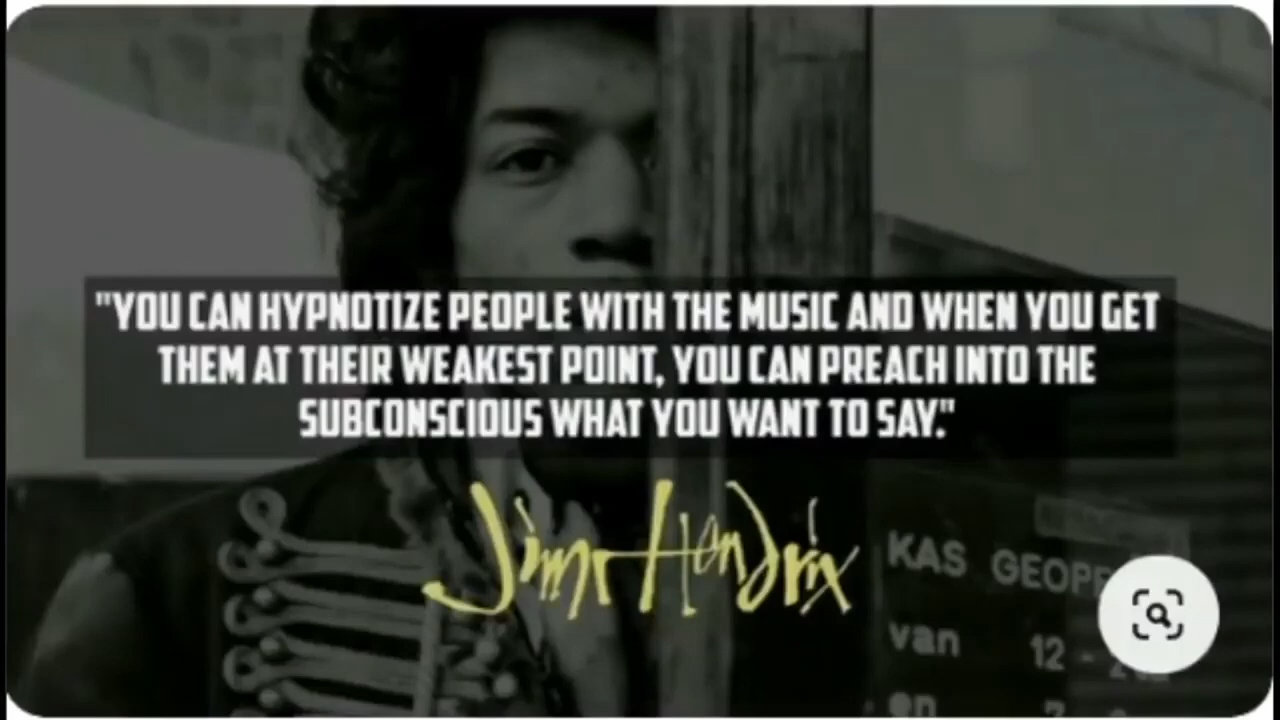 "YOU CAN HYPNOTIZE PEOPLE WITH THE MUSIC AND WHEN YOU GET
THEM AT THEIR WEAKEST POINT, YOU CAN PREACH INTO THE
SUBCONSCIOUS WHAT YOU WANT TO SAY."
Jimi Hendrix
KAS
van 12 -
en